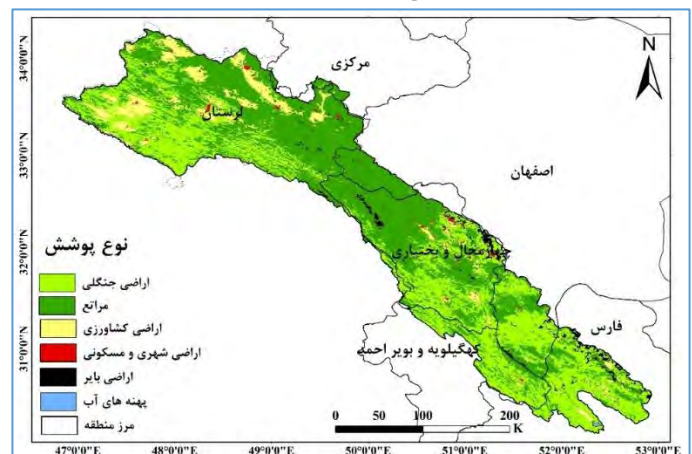 34°0'0"N
33°0'0"N
32°0'0"N
31°0'0"N
N
مرکزی
لرستان
اصفهان
چهارمحال و بختیاری
فارس
کهگیلویه و بویر احمد
نوع پوشش
اراضی جنگلی
مراتع
اراضی کشاورزی
اراضی شهری و مسکونی
اراضی بایر
پهنه های آب
مرز منطقه
0 50 100 200
K
47°0'0"E 48°0'0"E 49°0'0"E 50°0'0"E 51°0'0"E 52°0'0"E 53°0'0"E